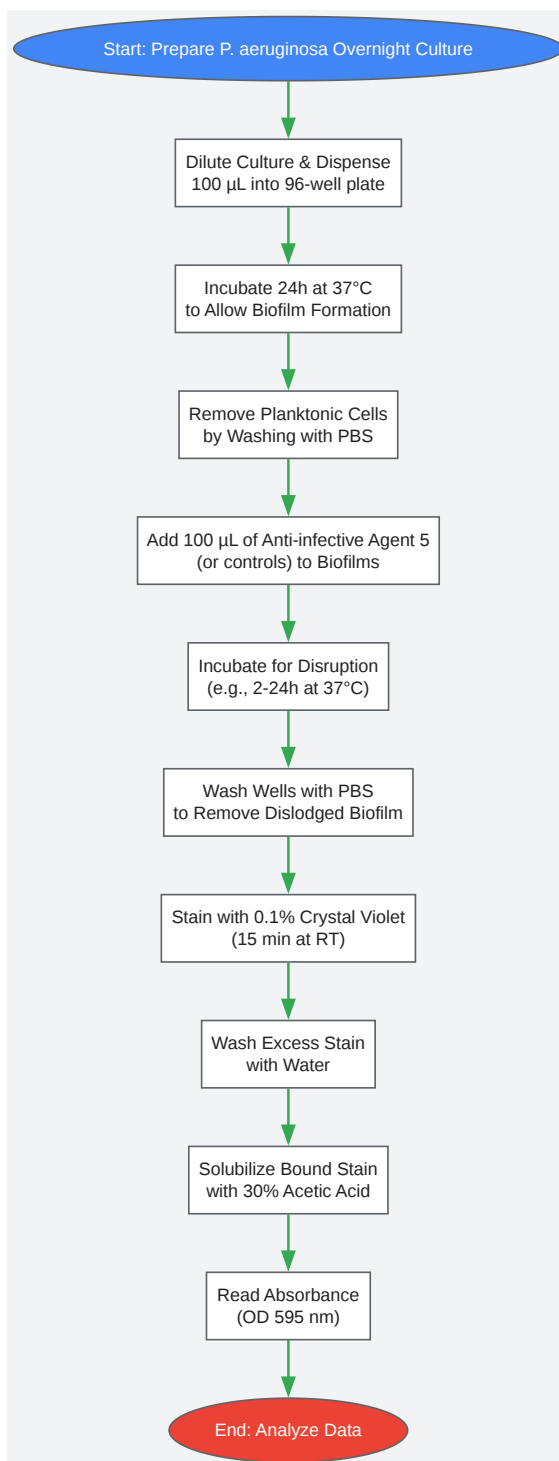 Start: Prepare P. aeruginosa Overnight Culture
Dilute Culture & Dispense
100 µL into 96-well plate
Incubate 24h at 37°C
to Allow Biofilm Formation
Remove Planktonic Cells
by Washing with PBS
Add 100 µL of Anti-infective Agent 5
(or controls) to Biofilms
Incubate for Disruption
(e.g., 2-24h at 37°C)
Wash Wells with PBS
to Remove Dislodged Biofilm
Stain with 0.1% Crystal Violet
(15 min at RT)
Wash Excess Stain
with Water
Solubilize Bound Stain
with 30% Acetic Acid
Read Absorbance
(OD 595 nm)
End: Analyze Data